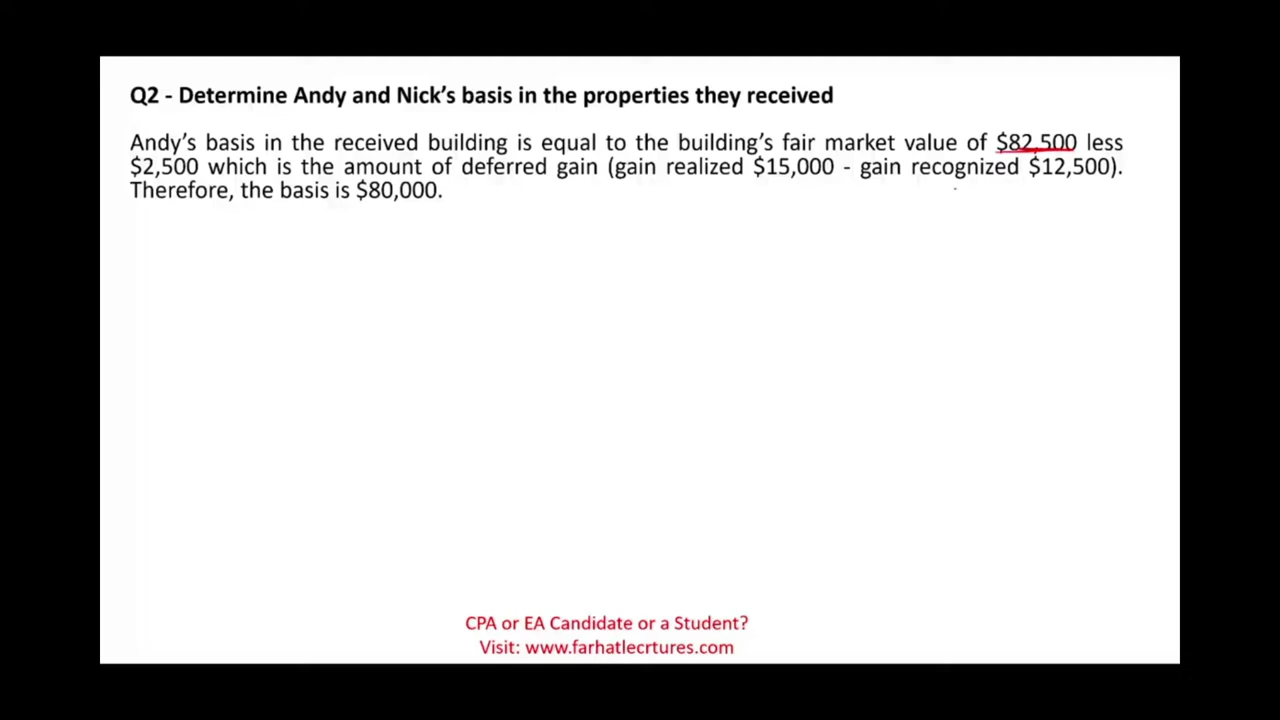 Q2 - Determine Andy and Nick's basis in the properties they received
Andy's basis in the received building is equal to the building's fair market value of $82,500 less
$2,500 which is the amount of deferred gain (gain realized $15,000 - gain recognized $12,500).
Therefore, the basis is $80,000.
CPA or EA Candidate or a Student?
Visit: www.farhatlecrtures.com